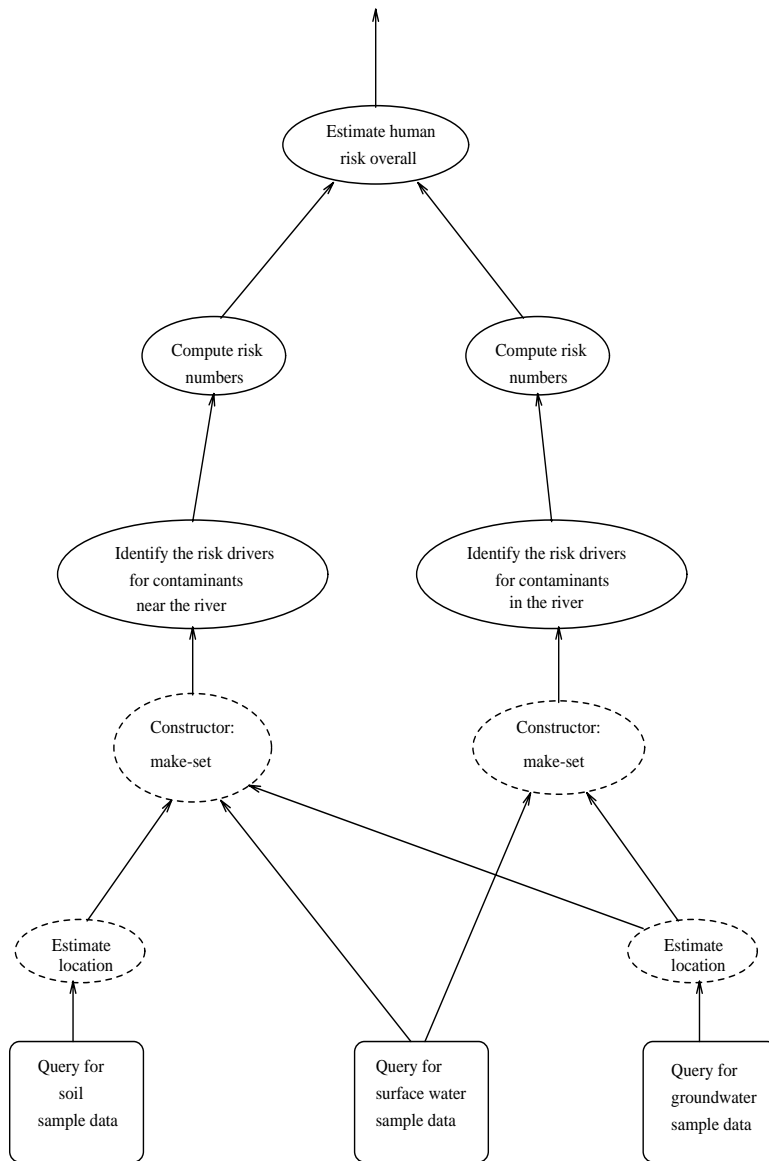 Estimate human
risk overall
Compute risk
numbers
Compute risk
numbers
Identify the risk drivers
for contaminants
near the river
Identify the risk drivers
for contaminants
in the river
Constructor:
make-set
Constructor:
make-set
Estimate
location
Estimate
location
Query for
soil
sample data
Query for
surface water
sample data
Query for
groundwater
sample data